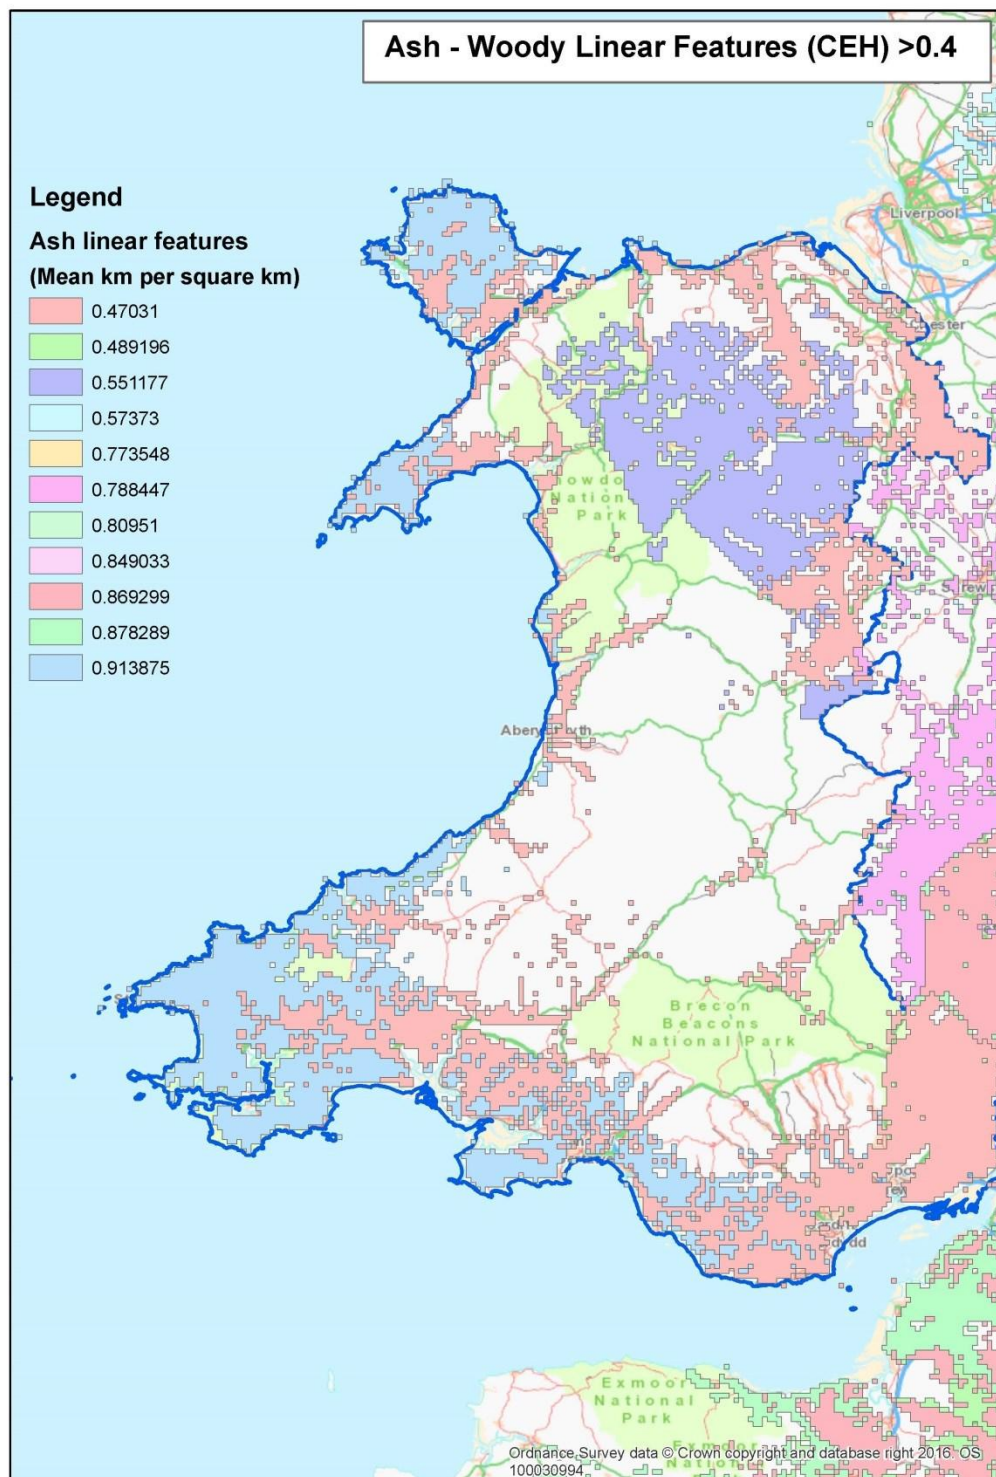 Ash - Woody Linear Features (CEH) >0.4
Legend
Ash linear features
(Mean km per square km)
0.47031
0.489196
0.551177
0.57373
0.773548
0.788447
0.80951
0.849033
0.869299
0.878289
0.913875
Liverpool
Nation
Park
Brecon
Beacons
National Park
Exmoor
National
Park
Exmoor
Ordnance Survey data © Crown copyright and database right 2016. OS
100030994